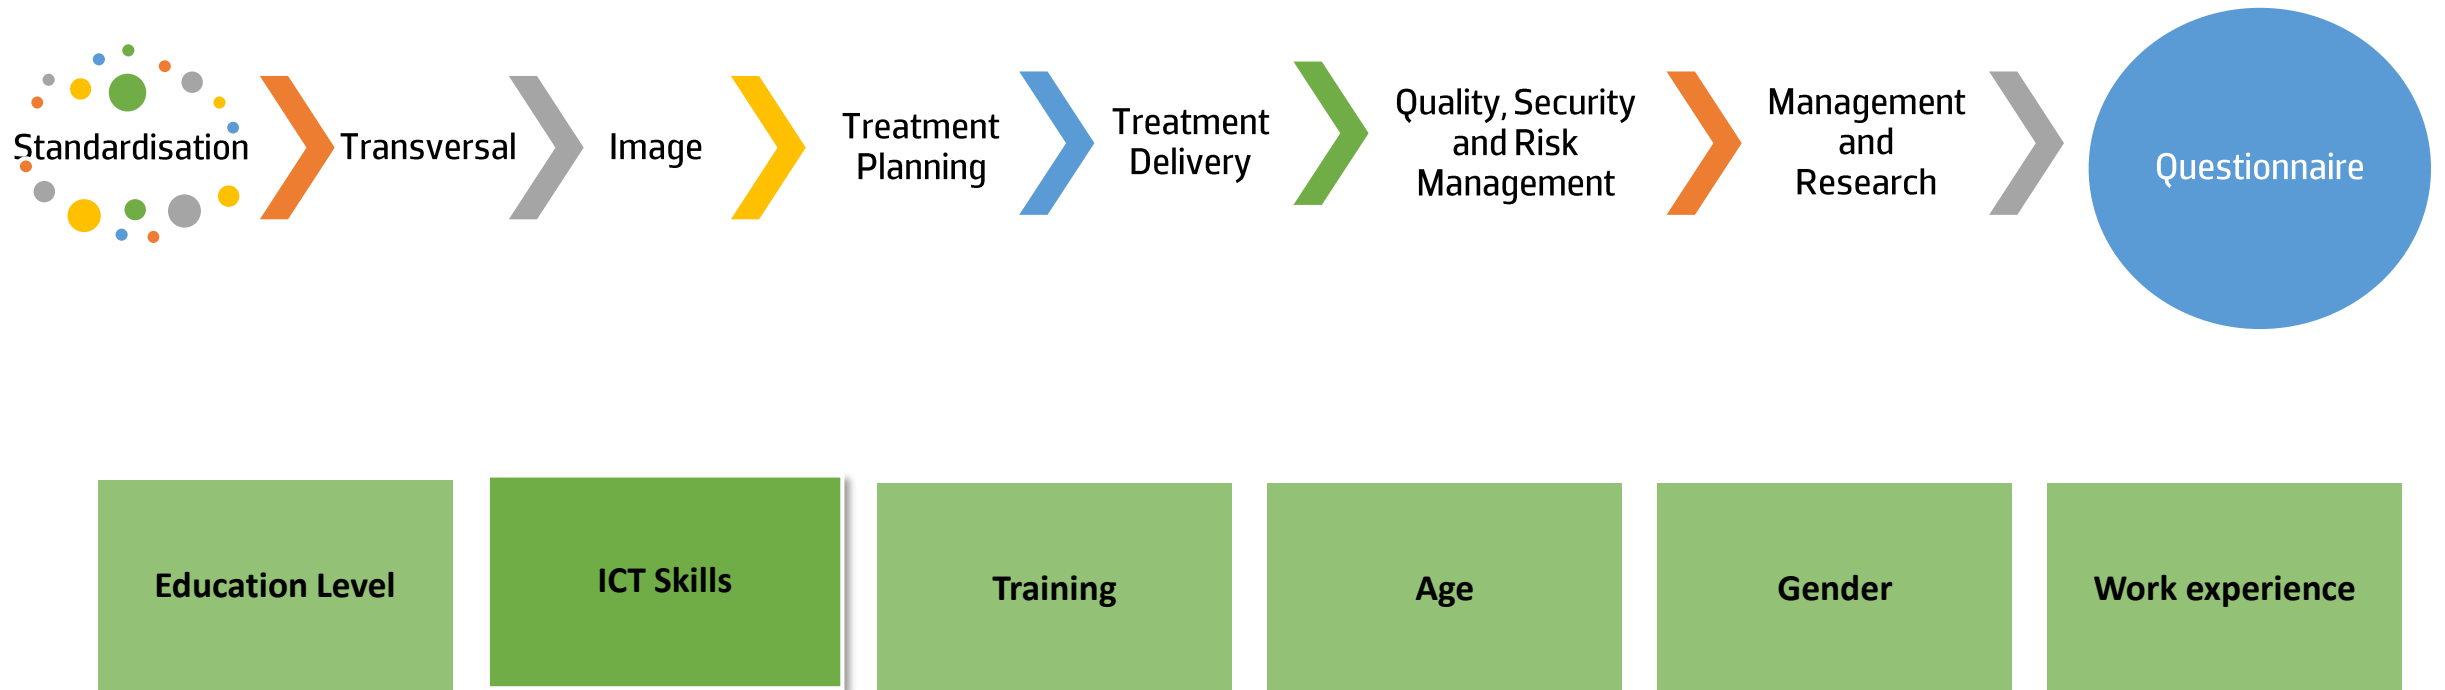 Standardisation
Transversal
Image
Treatment
Planning
Treatment
Delivery
Quality, Security
and Risk
Management
Management
and
Research
Questionnaire
Education Level
ICT Skills
Training
Age
Gender
Work experience